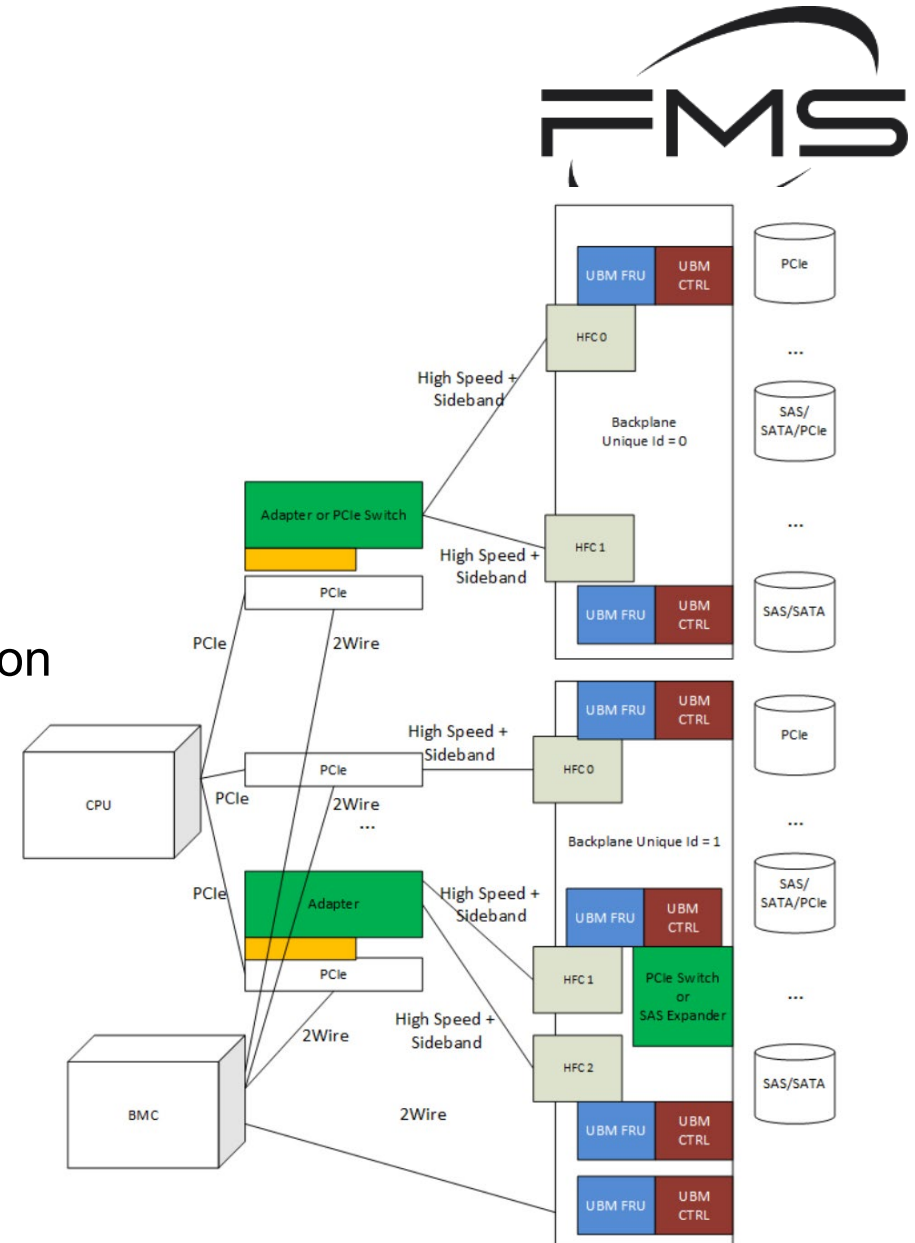 FMS
UBM FRU
UBM
CTRL
PCIe
HFC 0
High Speed +
Sideband
...
Backplane
Unique Id = 0
SAS/
SATA/PCIe
Adapter or PCIe Switch
...
HFC 1
High Speed +
Sideband
PCIe
UBM FRU
UBM
CTRL
SAS/SATA
PCIe
2Wire
on
UBM FRU
UBM
CTRL
PCIe
High Speed +
Sideband
PCIe
HFC 0
CPU
PCIe
2Wire
...
...
Backplane Unique Id = 1
PCIe
Adapter
High Speed +
Sideband
UBM FRU
UBM
CTRL
SAS/
SATA/PCIe
PCIe
HFC 1
PCIe Switch
or
SAS Expander
...
2Wire
High Speed +
Sideband
HFC 2
SAS/SATA
BMC
2Wire
UBM FRU
UBM
CTRL
UBM FRU
UBM
CTRL